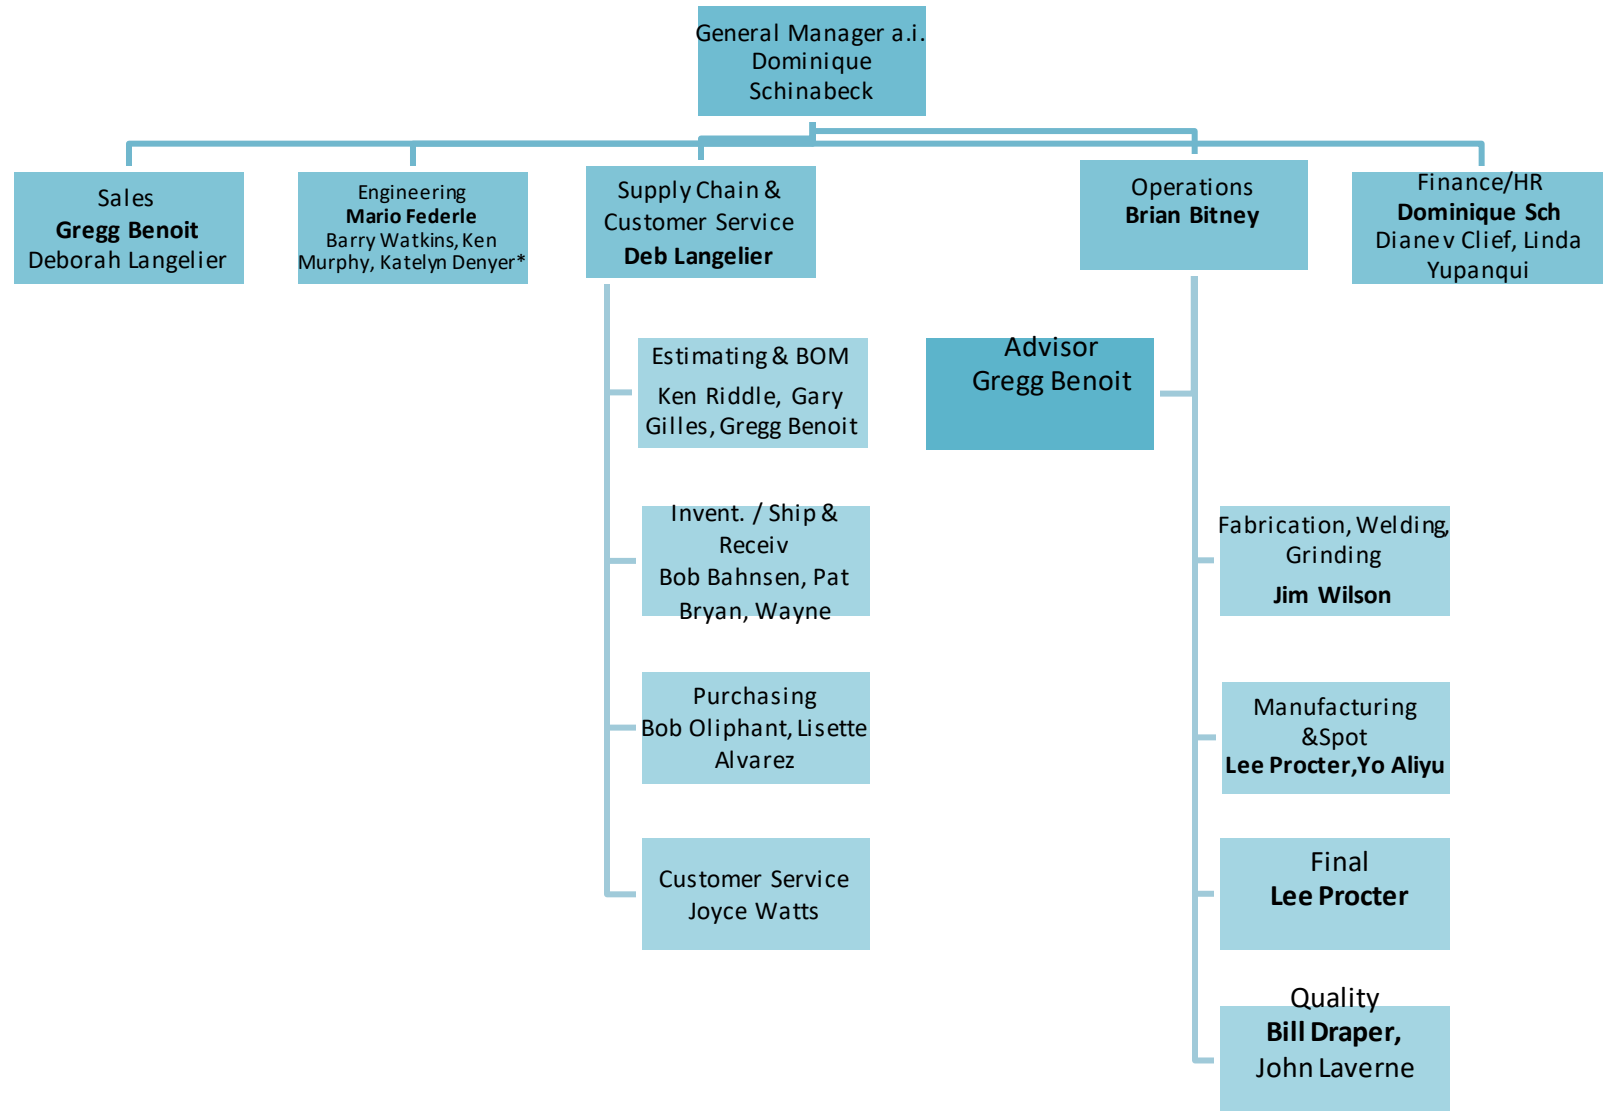 General Manager a.i.
Dominique
Schinabeck
Sales
Gregg Benoit
Deborah Langelier
Engineering
Mario Federle
Barry Watkins, Ken
Murphy, Katelyn Denyer*
Supply Chain &
Customer Service
Deb Langelier
Operations
Brian Bitney
Finance/HR
Dominique Sch
Diane v Clief, Linda
Yupanqui
Estimating & BOM
Ken Riddle, Gary
Gilles, Gregg Benoit
Invent. / Ship &
Receiv
Bob Bahnsen, Pat
Bryan, Wayne
Purchasing
Bob Oliphant, Lisette
Alvarez
Customer Service
Joyce Watts
Advisor
Gregg Benoit
Fabrication, Welding,
Grinding
Jim Wilson
Manufacturing
&Spot
Lee Procter,Yo Aliyu
Final
Lee Procter
Quality
Bill Draper,
John Laverne